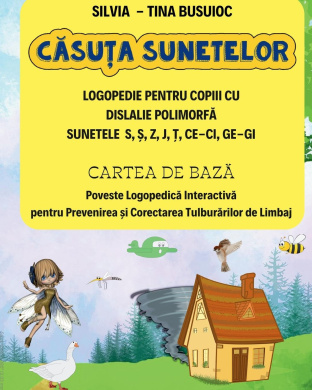 SILVIA – TINA BUSUIOC
CĂSUȚA SUNETELOR
LOGOPEDIE PENTRU COPIII CU
DISLALIE POLIMORFĂ
SUNETELE S, Ș, Z, J, Ț, CE-CI, GE-GI
CARTEA DE BAZĂ
Poveste Logopedică Interactivă
pentru Prevenirea și Corectarea Tulburărilor de Limbaj